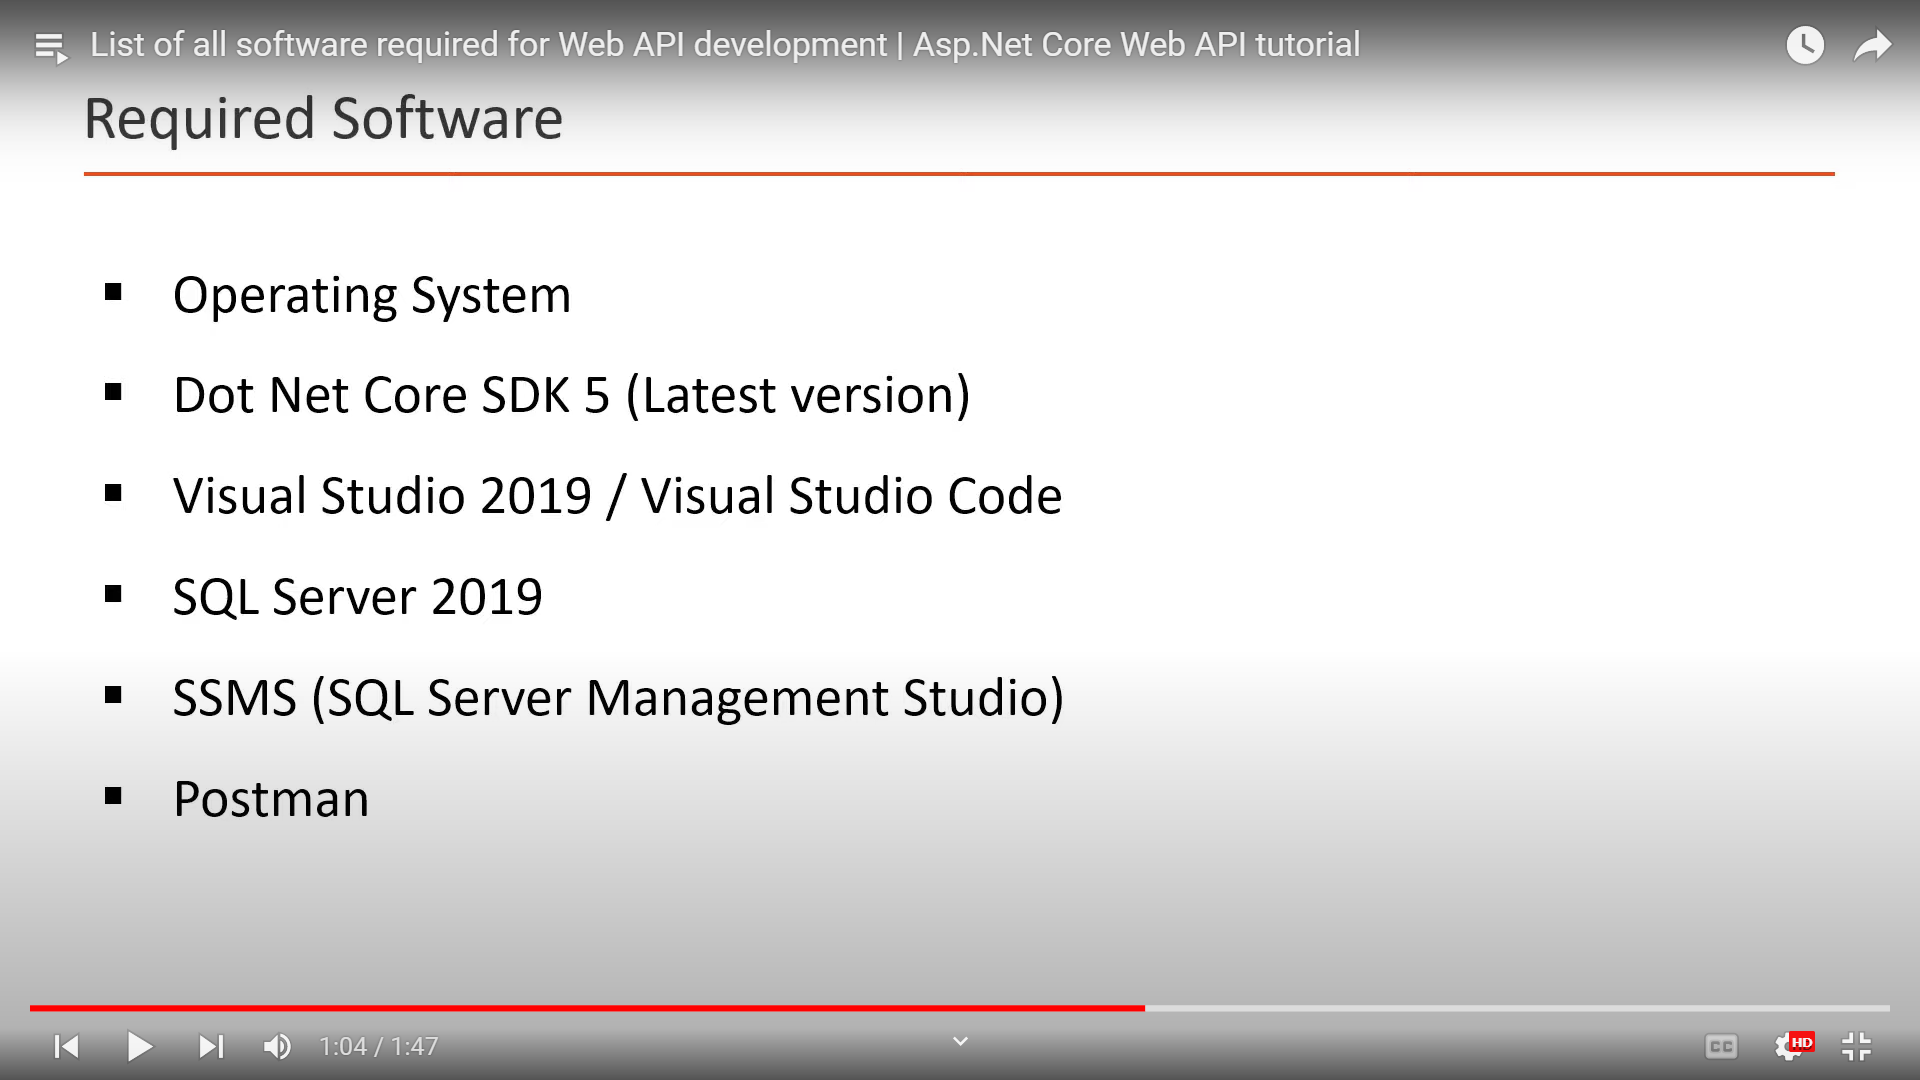 List of all software required for Web API development | Asp.Net Core Web API tutorial
Required Software
▪ Operating System
▪ Dot Net Core SDK 5 (Latest version)
▪ Visual Studio 2019 / Visual Studio Code
▪ SQL Server 2019
▪ SSMS (SQL Server Management Studio)
▪ Postman
1:04 / 1:47
CC
HD